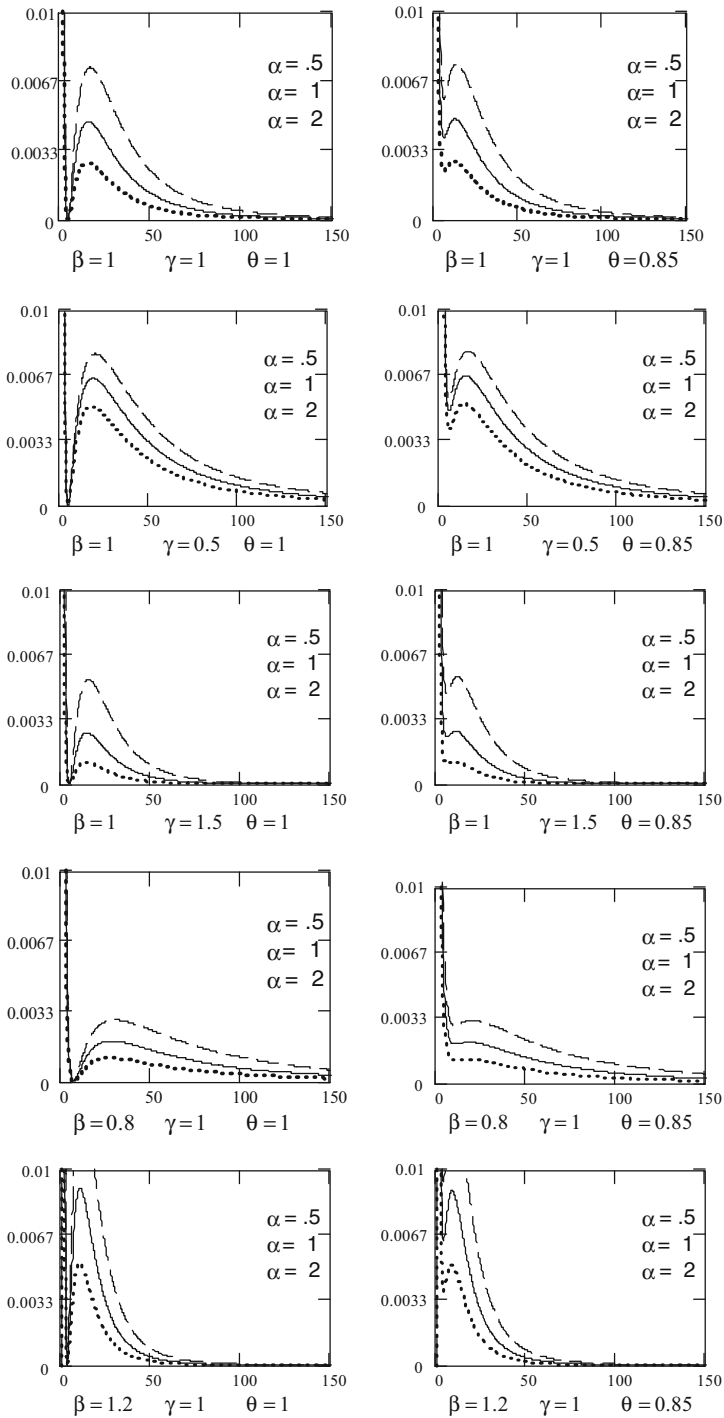 0.01
0.0067
0.0033
0
α = .5
α = 1
α = 2
0 50 100 150
β = 1 γ = 1 θ = 1
0.01
0.0067
0.0033
0
α = .5
α = 1
α = 2
0 50 100 150
β = 1 γ = 1 θ = 0.85
0.01
0.0067
0.0033
0
α = .5
α = 1
α = 2
0 50 100 150
β = 1 γ = 0.5 θ = 1
0.01
0.0067
0.0033
0
α = .5
α = 1
α = 2
0 50 100 150
β = 1 γ = 0.5 θ = 0.85
0.01
0.0067
0.0033
0
α = .5
α = 1
α = 2
0 50 100 150
β = 1 γ = 1.5 θ = 1
0.01
0.0067
0.0033
0
α = .5
α = 1
α = 2
0 50 100 150
β = 1 γ = 1.5 θ = 0.85
0.01
0.0067
0.0033
0
α = .5
α = 1
α = 2
0 50 100 150
β = 0.8 γ = 1 θ = 1
0.01
0.0067
0.0033
0
α = .5
α = 1
α = 2
0 50 100 150
β = 0.8 γ = 1 θ = 0.85
0.01
0.0067
0.0033
0
α = .5
α = 1
α = 2
0 50 100 150
β = 1.2 γ = 1 θ = 1
0.01
0.0067
0.0033
0
α = .5
α = 1
α = 2
0 50 100 150
β = 1.2 γ = 1 θ = 0.85